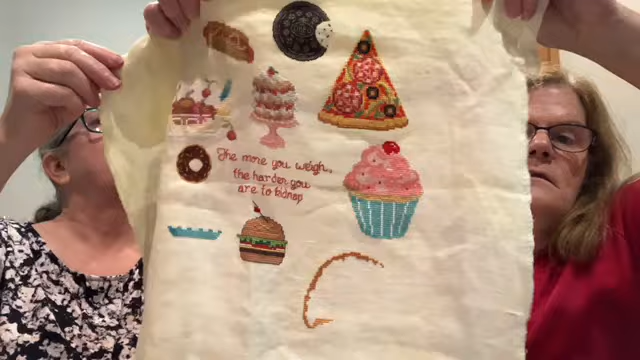 The more you weigh,
the harder you
are to kidnap